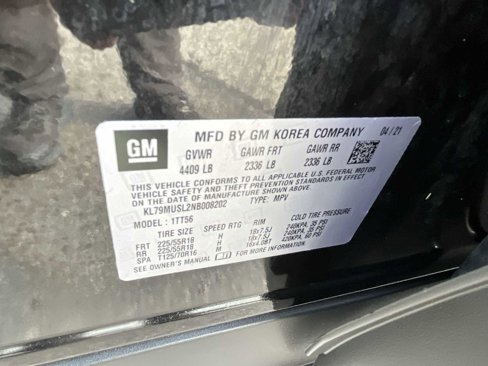 GM
MFD BY GM KOREA COMPANY 04/21
GVWR GAWR FRT GAWR RR
4409 LB 2336 LB 2336 LB
THIS VEHICLE CONFORMS TO ALL APPLICABLE U.S. FEDERAL MOTOR
VEHICLE SAFETY AND THEFT PREVENTION STANDARDS IN EFFECT ON THE
DATE OF MANUFACTURE SHOWN ABOVE.
KL79MUSL2NB008202 TYPE: MPV
MODEL: 1TT56
TIRE SIZE SPEED RTG RIM COLD TIRE PRESSURE
FRT 225/55R18 H 18x7.5J 240KPA, 35 PSI
RR 225/55R18 H 18x7.5J 240KPA, 35 PSI
SPA T125/70R16 M 16x4.0BT 420KPA, 60 PSI
SEE OWNER'S MANUAL FOR MORE INFORMATION